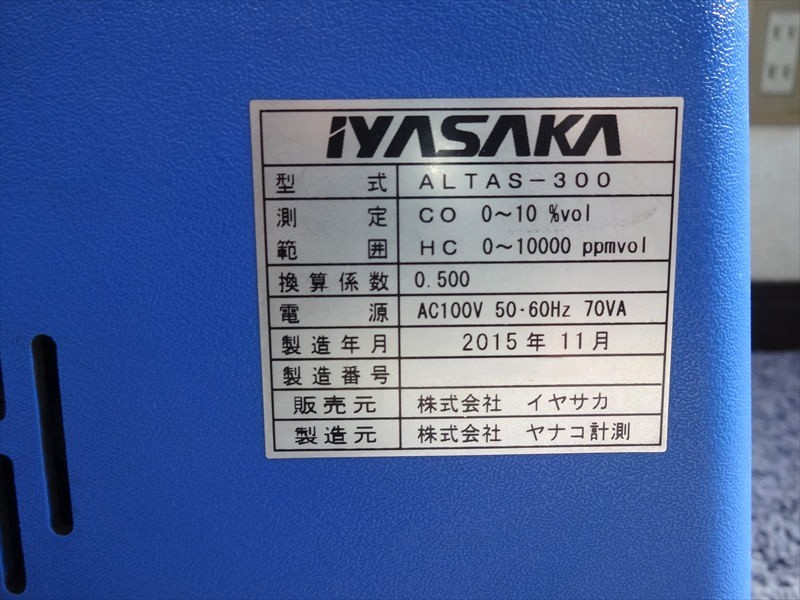 IYASAKA
型式 ALTAS-300
測定 CO 0～10 %vol
範囲 HC 0～10000 ppmvol
換算係数 0.500
電源 AC100V 50・60Hz 70VA
製造年月 2015年 11月
製造番号
販売元 株式会社 イヤサカ
製造元 株式会社 ヤナコ計測